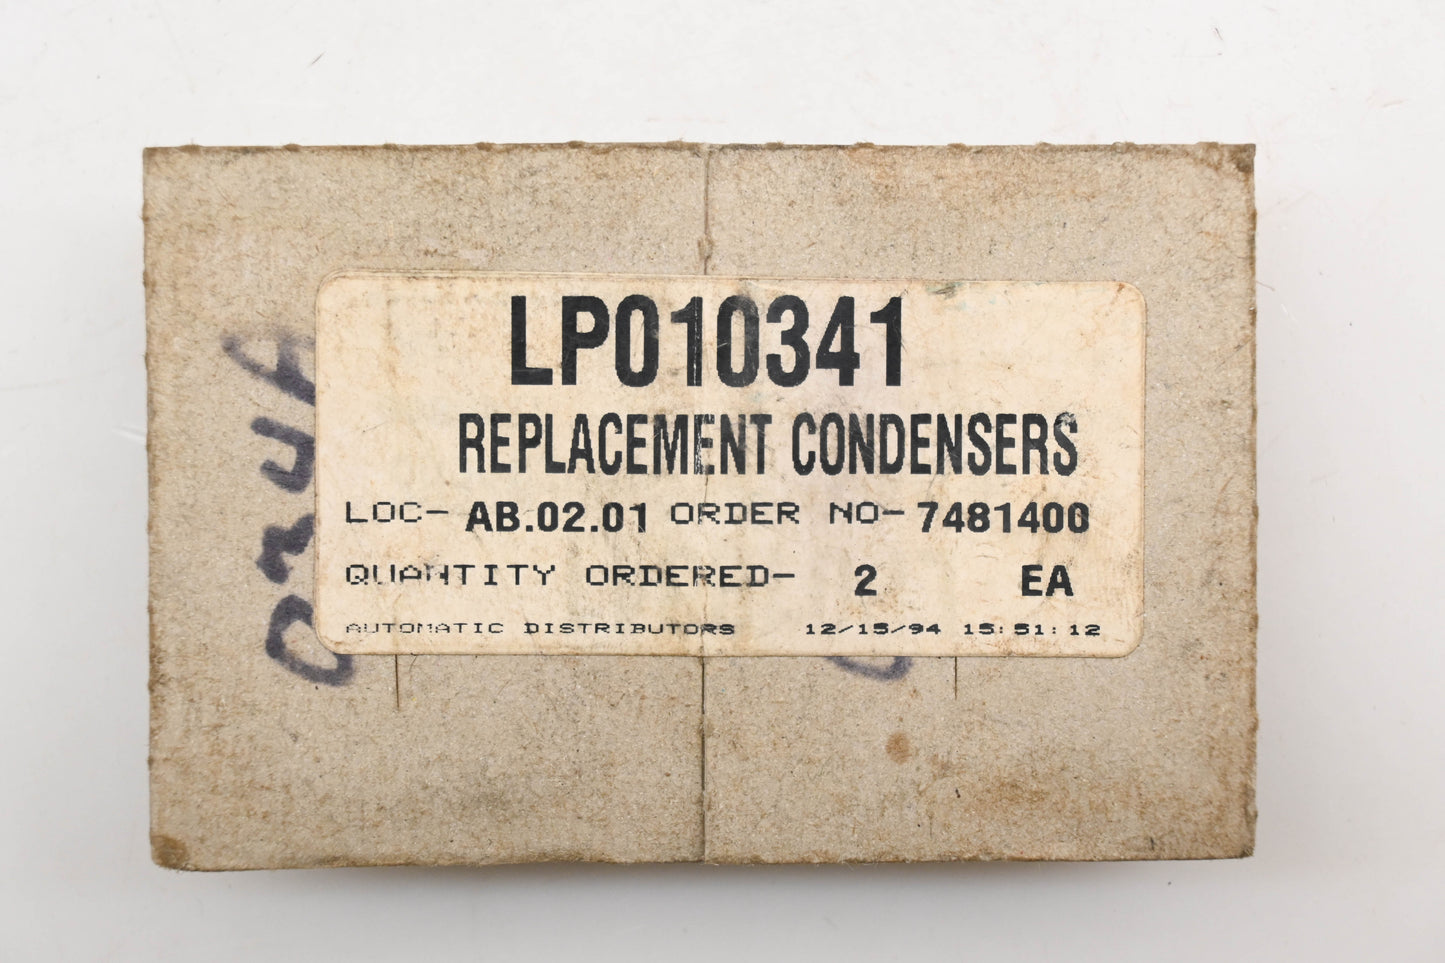 LP010341
REPLACEMENT CONDENSERS
LOC- AB.02.01 ORDER NO- 7481400
QUANTITY ORDERED- 2 EA
AUTOMATIC DISTRIBUTORS 12/15/94 15:51:12